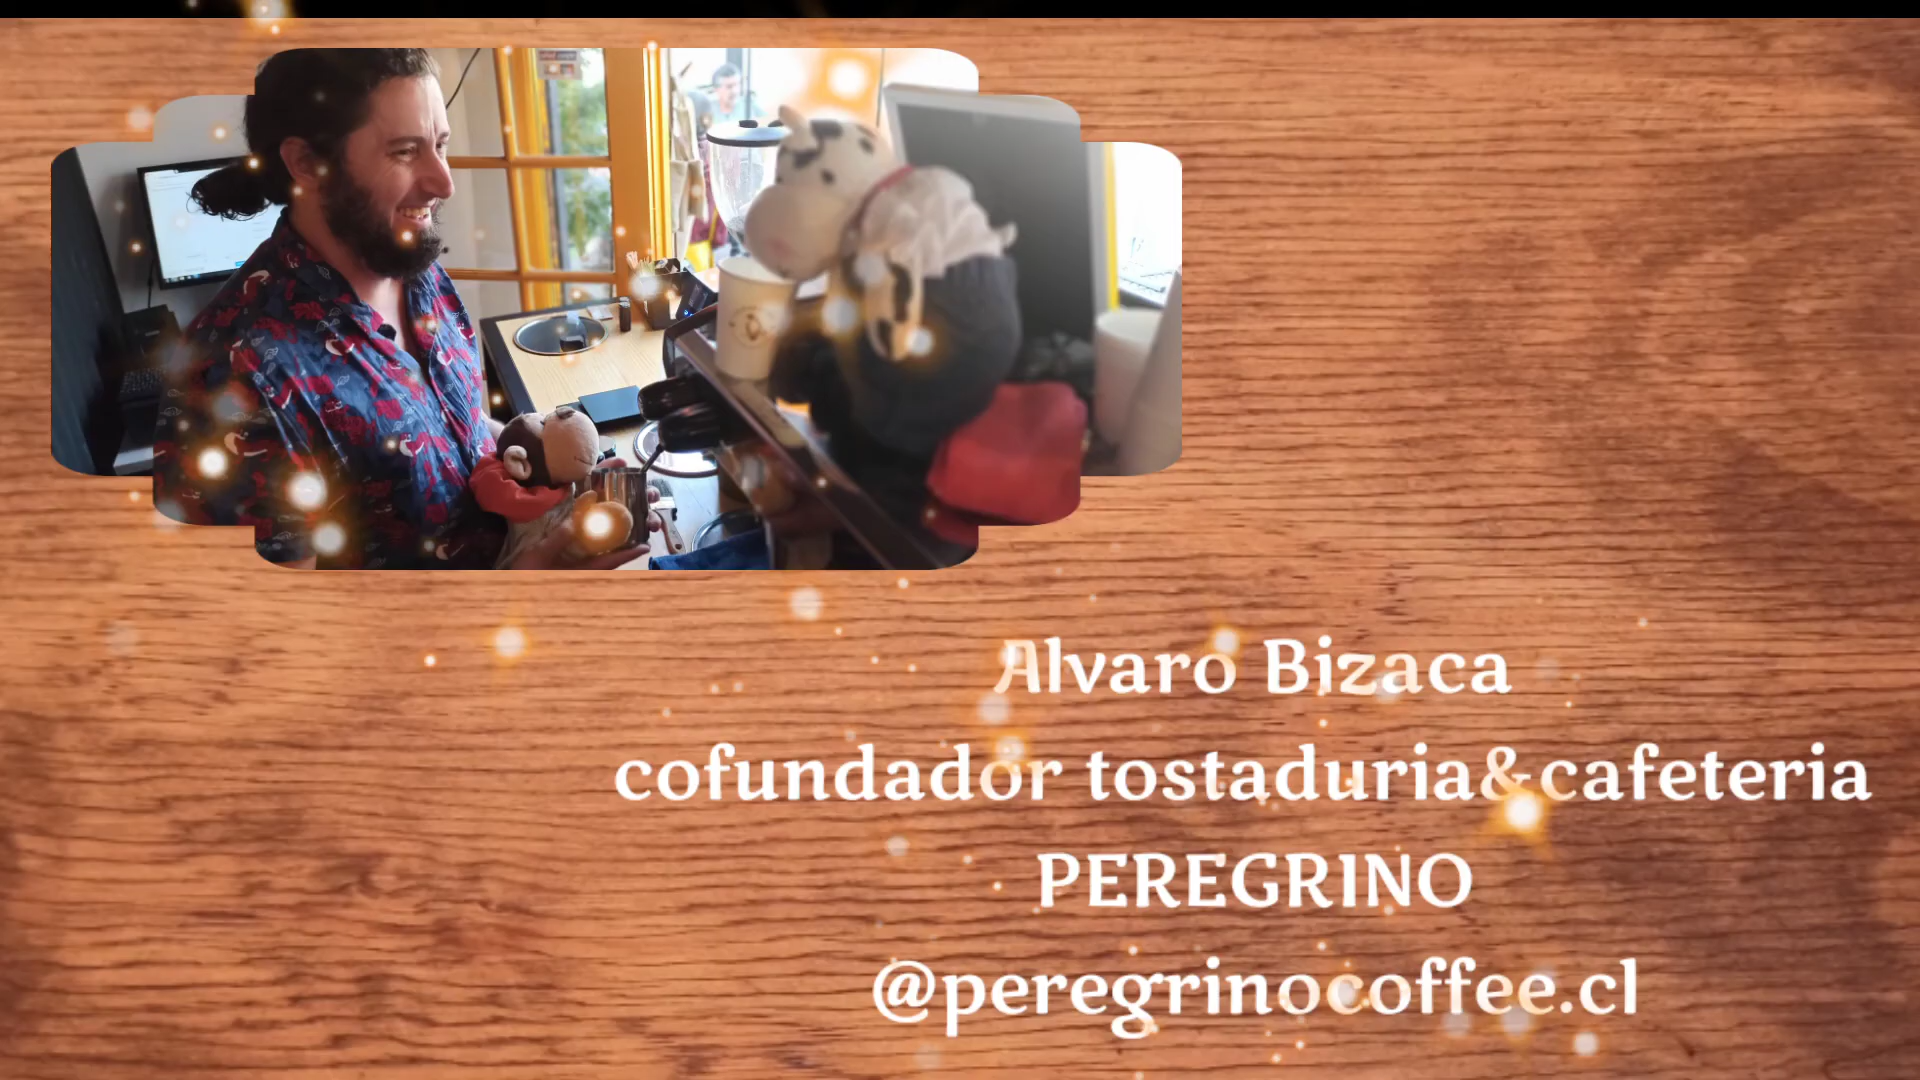 Alvaro Bizaca
cofundador tostaduria&cafeteria
PEREGRINO
@peregrinocoffee.cl